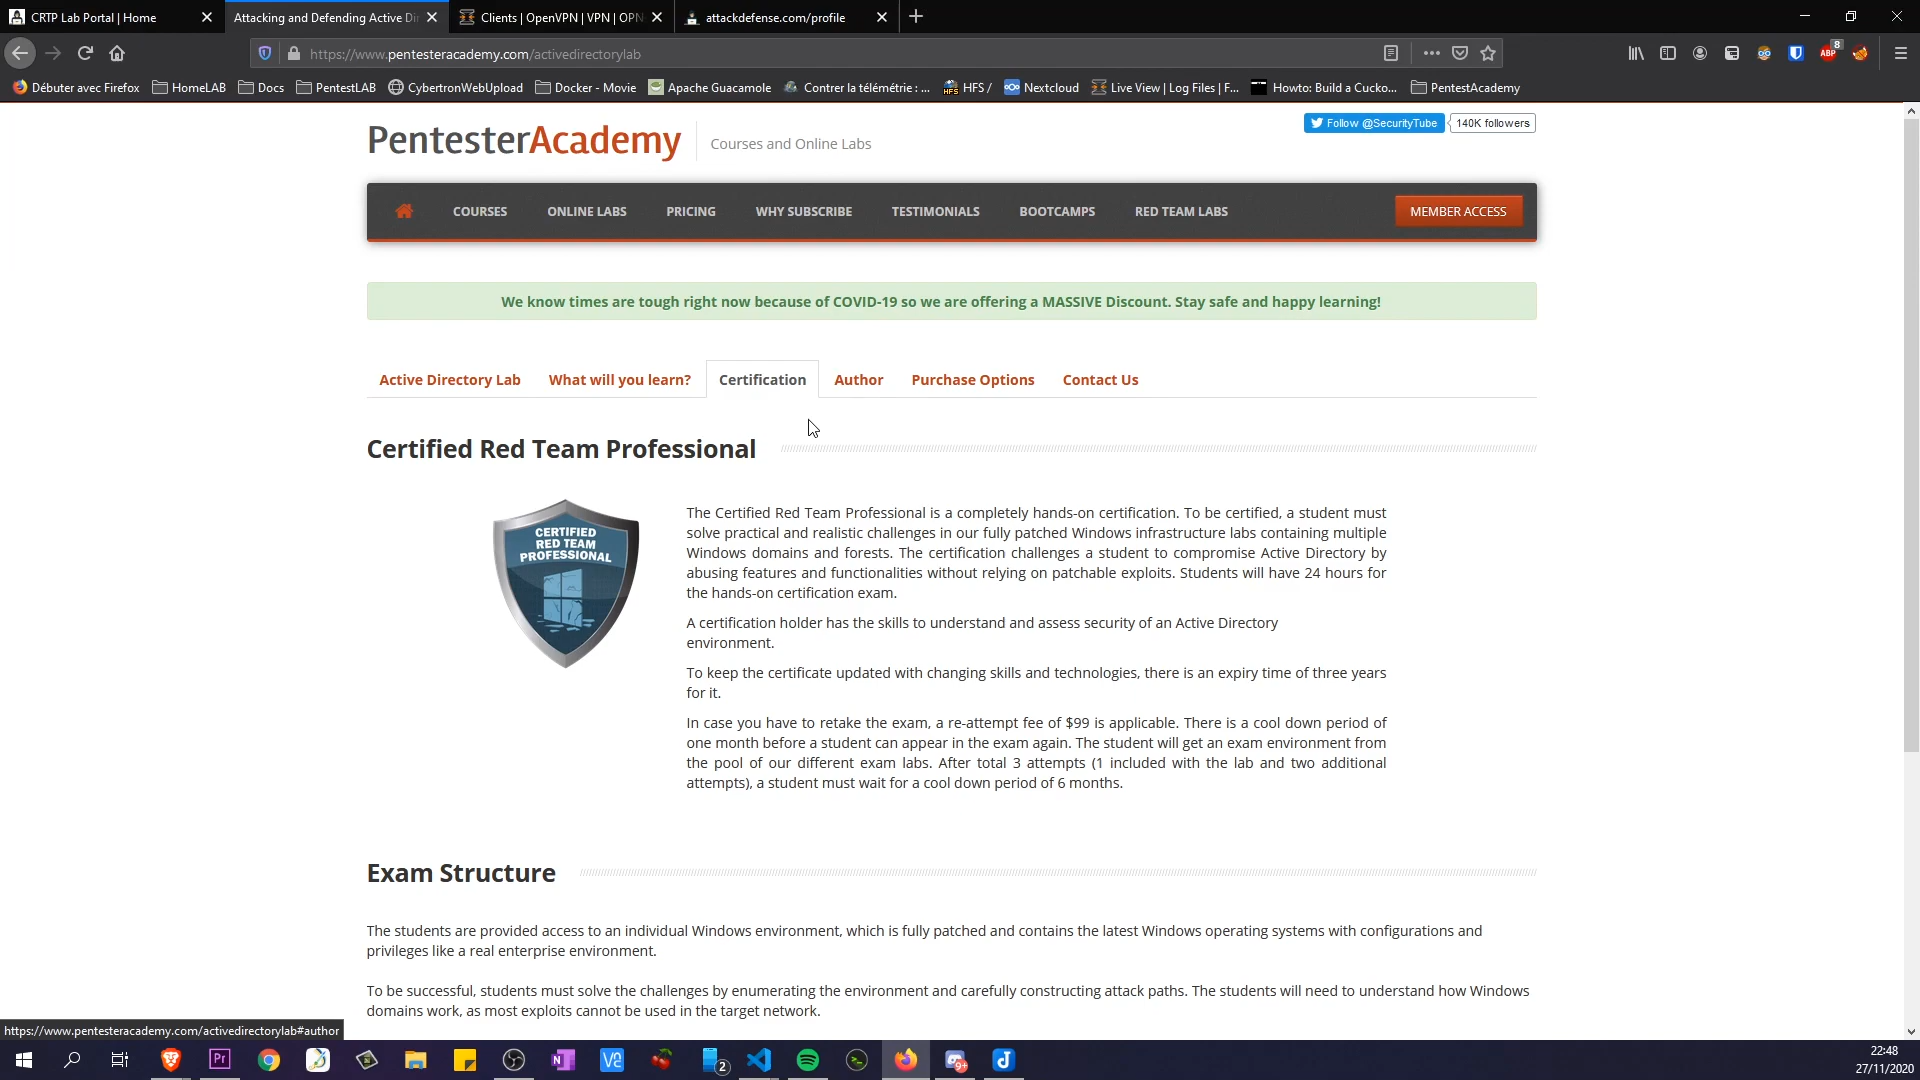 CRTP Lab Portal | Home
Attacking and Defending Active Di
Clients | OpenVPN | VPN | OPN
attackdefense.com/profile
https://www.pentesteracademy.com/activedirectorylab
ABP
8
Débuter avec Firefox
HomeLAB
Docs
PentestLAB
CybertronWebUpload
Docker - Movie
Apache Guacamole
Contrer la télémétrie : ...
HFS /
Nextcloud
Live View | Log Files | F...
Howto: Build a Cucko...
PentestAcademy
PentesterAcademy
Courses and Online Labs
Follow @SecurityTube
140K followers
COURSES
ONLINE LABS
PRICING
WHY SUBSCRIBE
TESTIMONIALS
BOOTCAMPS
RED TEAM LABS
MEMBER ACCESS
We know times are tough right now because of COVID-19 so we are offering a MASSIVE Discount. Stay safe and happy learning!
Active Directory Lab
What will you learn?
Certification
Author
Purchase Options
Contact Us
Certified Red Team Professional
CERTIFIED
RED TEAM
PROFESSIONAL
The Certified Red Team Professional is a completely hands-on certification. To be certified, a student must
solve practical and realistic challenges in our fully patched Windows infrastructure labs containing multiple
Windows domains and forests. The certification challenges a student to compromise Active Directory by
abusing features and functionalities without relying on patchable exploits. Students will have 24 hours for
the hands-on certification exam.
A certification holder has the skills to understand and assess security of an Active Directory
environment.
To keep the certificate updated with changing skills and technologies, there is an expiry time of three years
for it.
In case you have to retake the exam, a re-attempt fee of $99 is applicable. There is a cool down period of
one month before a student can appear in the exam again. The student will get an exam environment from
the pool of our different exam labs. After total 3 attempts (1 included with the lab and two additional
attempts), a student must wait for a cool down period of 6 months.
Exam Structure
The students are provided access to an individual Windows environment, which is fully patched and contains the latest Windows operating systems with configurations and
privileges like a real enterprise environment.
To be successful, students must solve the challenges by enumerating the environment and carefully constructing attack paths. The students will need to understand how Windows
domains work, as most exploits cannot be used in the target network.
https://www.pentesteracademy.com/activedirectorylab#author
Pr
2
9+
22:48
27/11/2020